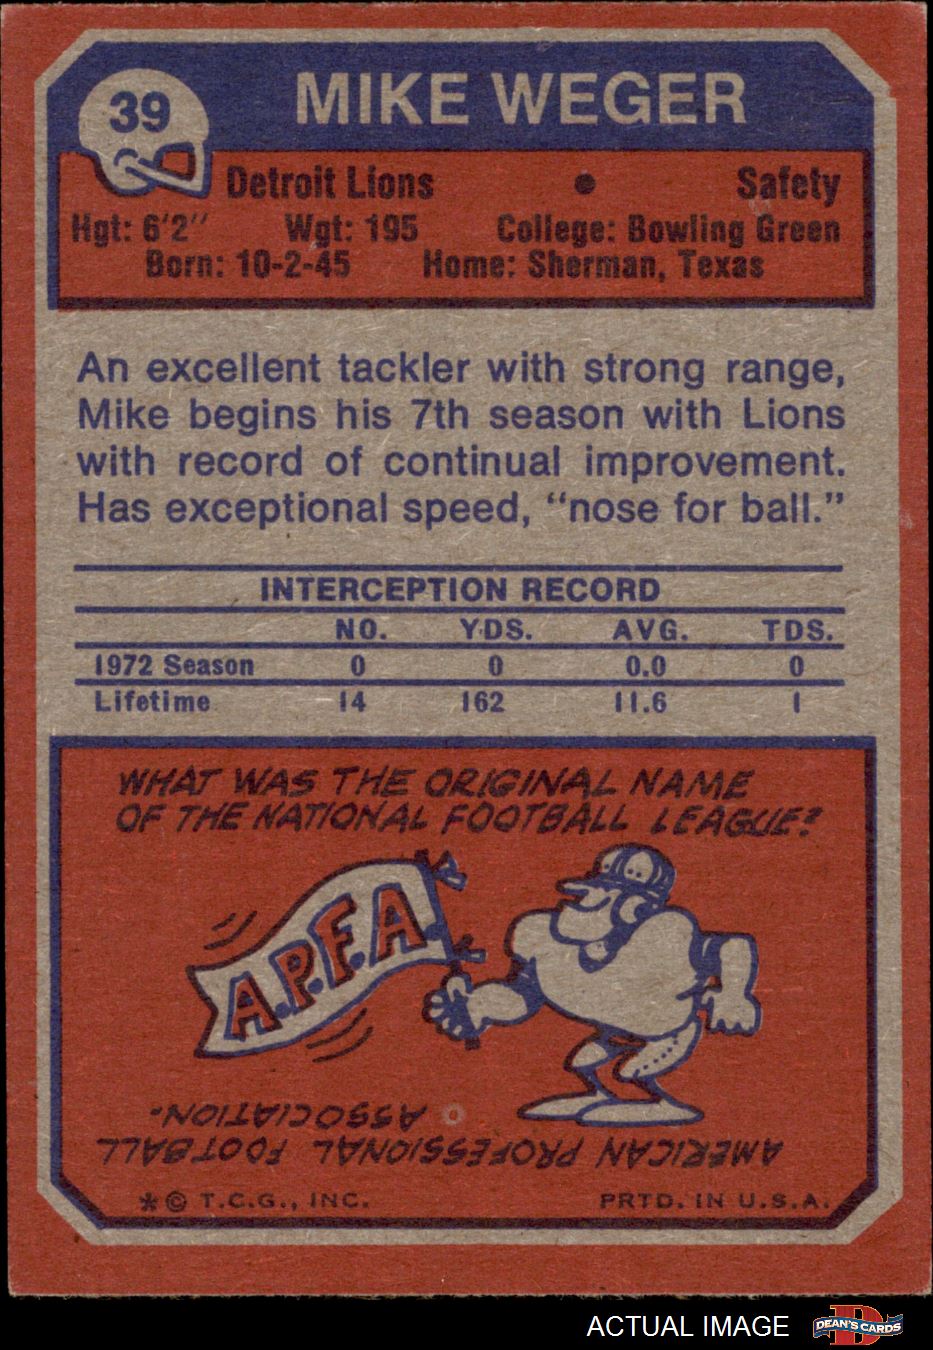 39
MIKE WEGER
Detroit Lions • Safety
Hgt: 6'2" Wgt: 195 College: Bowling Green
Born: 10-2-45 Home: Sherman, Texas
An excellent tackler with strong range,
Mike begins his 7th season with Lions
with record of continual improvement.
Has exceptional speed, "nose for ball."
INTERCEPTION RECORD
NO. YDS. AVG. TDS.
1972 Season 0 0 0.0 0
Lifetime 14 162 11.6 1
WHAT WAS THE ORIGINAL NAME
OF THE NATIONAL FOOTBALL LEAGUE?
A.P.F.A.
AMERICAN PROFESSIONAL FOOTBALL
ASSOCIATION.
*© T.C.G., INC. PRTD. IN U.S.A.
ACTUAL IMAGE
D
DEAN'S CARDS